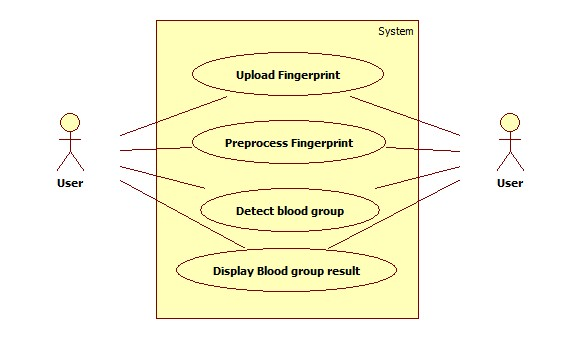 System
Upload Fingerprint
Preprocess Fingerprint
User
User
Detect blood group
Display Blood group result